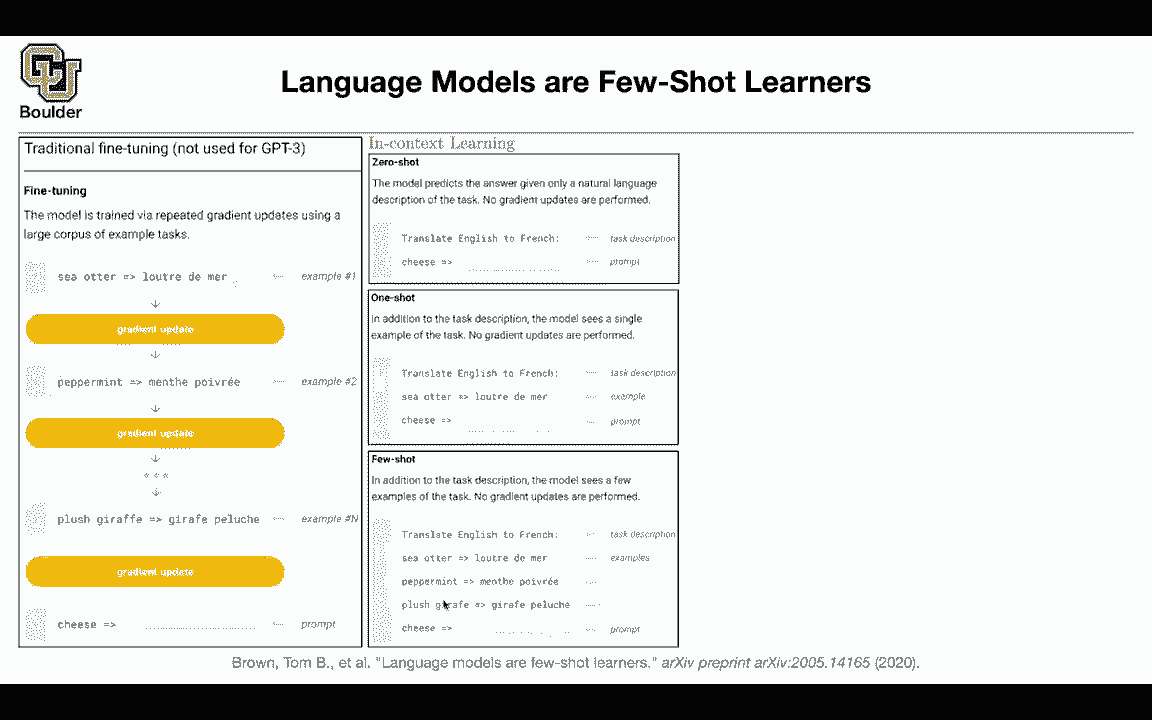 Boulder
Language Models are Few-Shot Learners
Traditional fine-tuning (not used for GPT-3)
Fine-tuning
The model is trained via repeated gradient updates using a
large corpus of example tasks.
sea otter => loutre de mer ← example #1
↓
gradient update
↓
peppermint => menthe poivrée ← example #2
↓
gradient update
↓
• • •
↓
plush giraffe => girafe peluche ← example #N
gradient update
cheese => ← prompt
In-context Learning
Zero-shot
The model predicts the answer given only a natural language
description of the task. No gradient updates are performed.
Translate English to French: ← task description
cheese => ← prompt
One-shot
In addition to the task description, the model sees a single
example of the task. No gradient updates are performed.
Translate English to French: ← task description
sea otter => loutre de mer ← example
cheese => ← prompt
Few-shot
In addition to the task description, the model sees a few
examples of the task. No gradient updates are performed.
Translate English to French: ← task description
sea otter => loutre de mer ← examples
peppermint => menthe poivrée
plush girafe => girafe peluche
cheese => ← prompt
Brown, Tom B., et al. "Language models are few-shot learners." arXiv preprint arXiv:2005.14165 (2020).